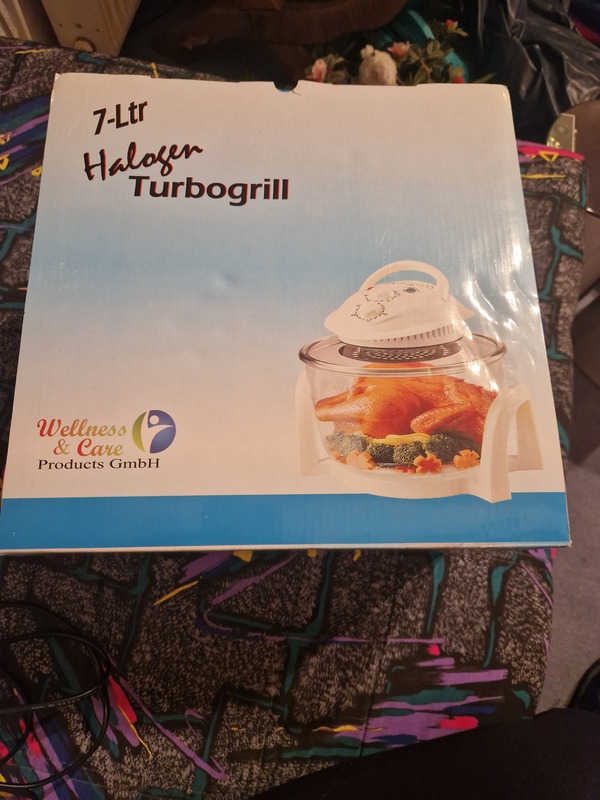 7-Ltr
Halogen
Turbogrill
Wellness
& Care
Products GmbH